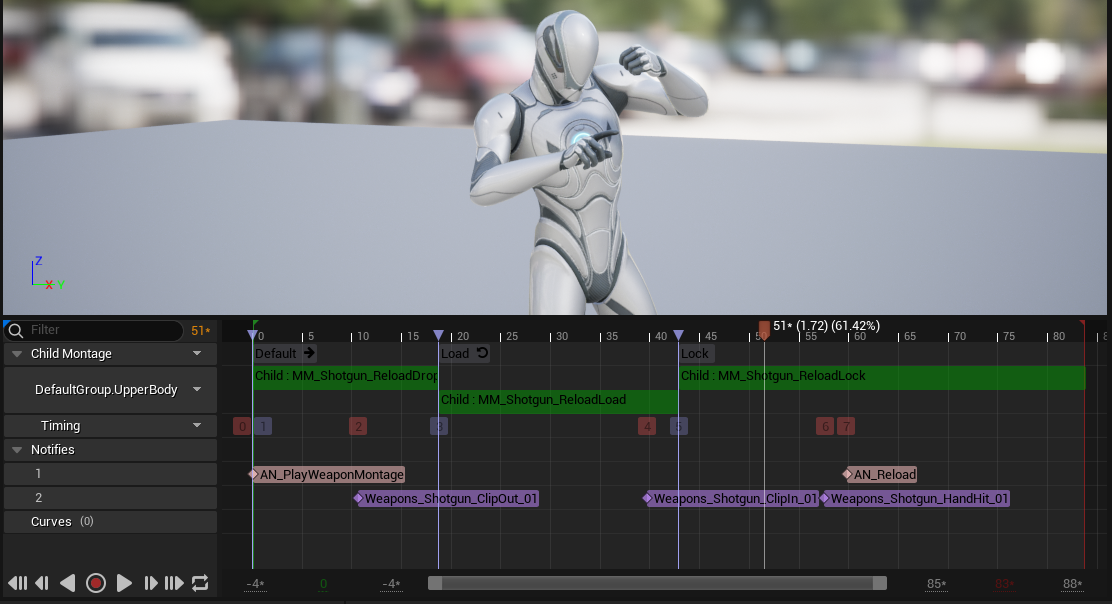 Z
X Y
Filter 51*
0 5 10 15 20 25 30 35 40 45 50 55 60 65 70 75 80
51* (1.72) (61.42%)
Child Montage
Default Load Lock
DefaultGroup.UpperBody
Child : MM_Shotgun_ReloadDrop
Child : MM_Shotgun_ReloadLock
Child : MM_Shotgun_ReloadLoad
Timing
0 1 2 3 4 5 6 7
Notifies
1
AN_PlayWeaponMontage
AN_Reload
2
Weapons_Shotgun_ClipOut_01
Weapons_Shotgun_ClipIn_01
Weapons_Shotgun_HandHit_01
Curves (0)
-4* 0 -4* 85* 83* 88*